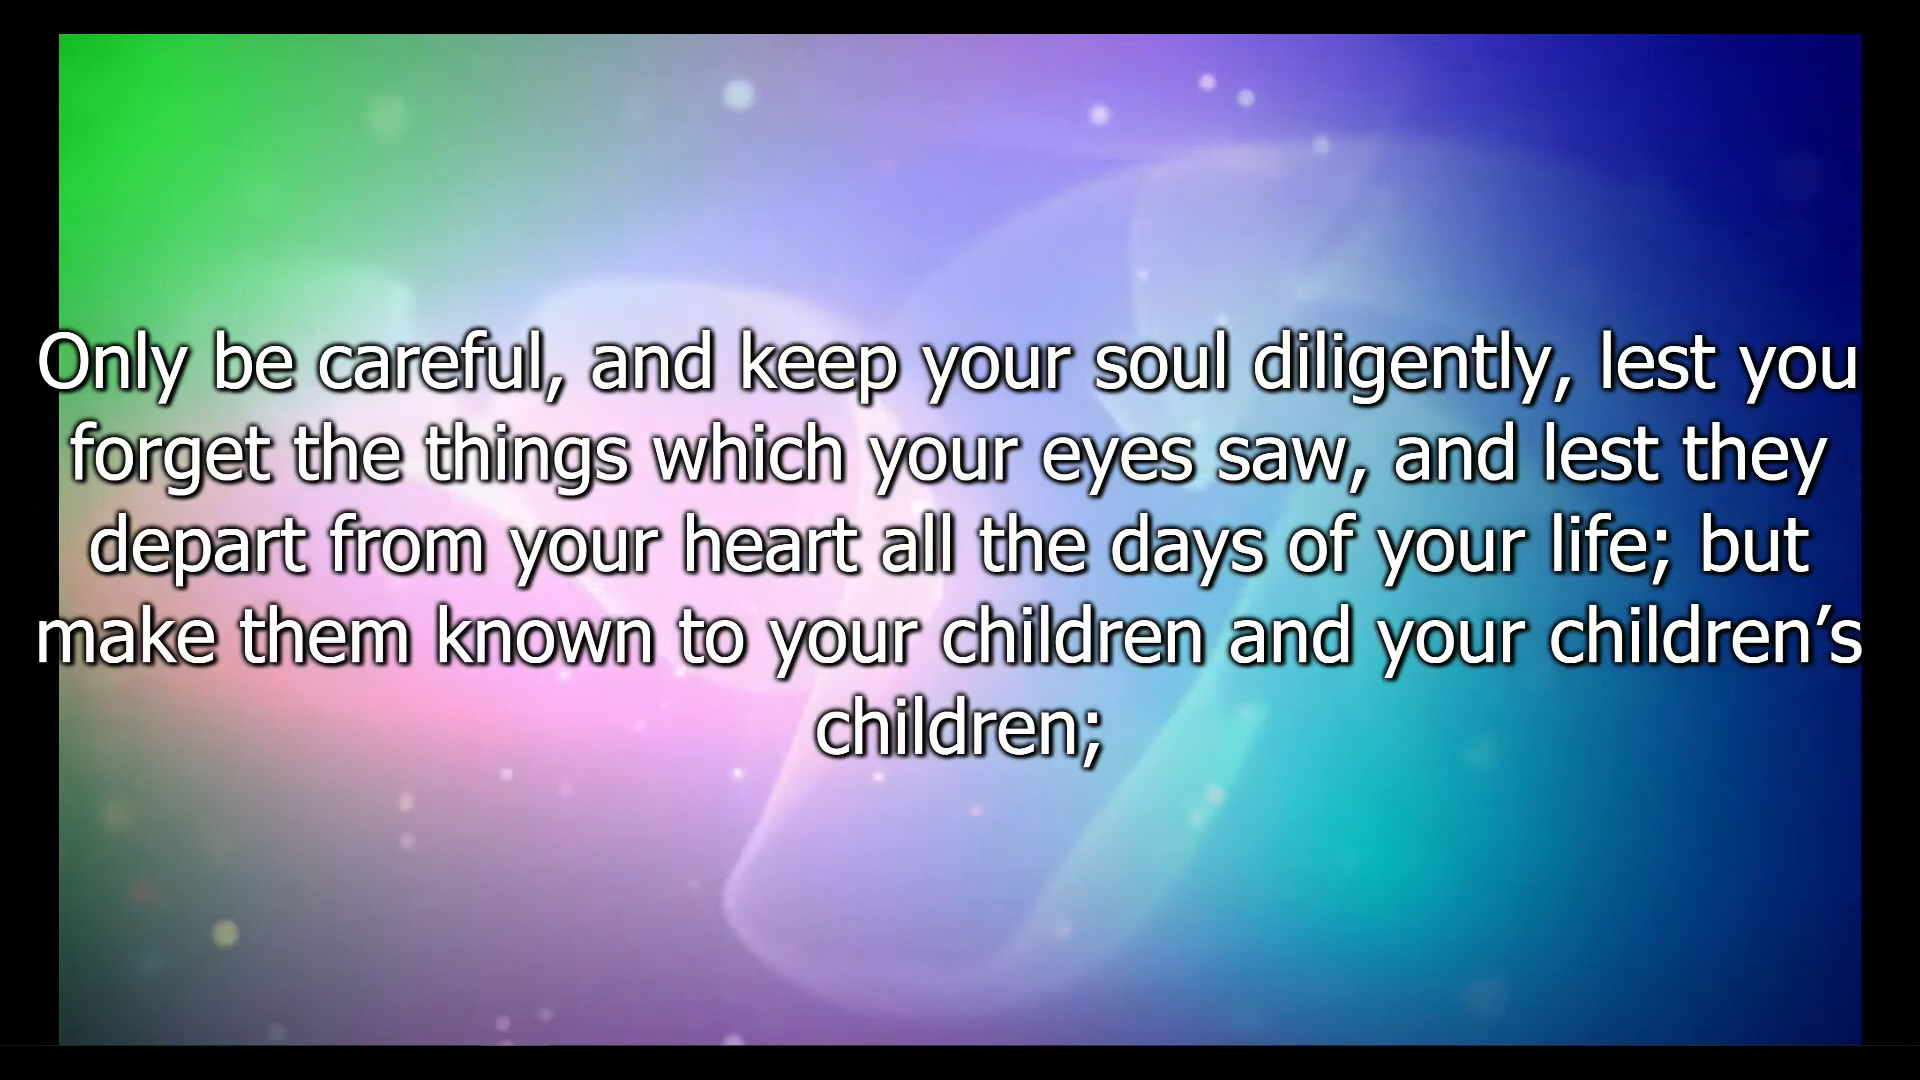 Only be careful, and keep your soul diligently, lest you
forget the things which your eyes saw, and lest they
depart from your heart all the days of your life; but
make them known to your children and your children’s
children;